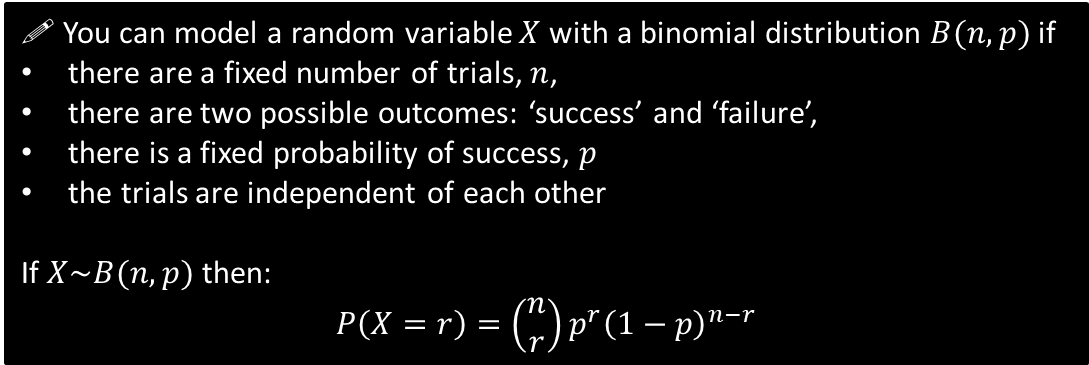 You can model a random variable X with a binomial distribution B(n, p) if
• there are a fixed number of trials, n,
• there are two possible outcomes: ‘success’ and ‘failure’,
• there is a fixed probability of success, p
• the trials are independent of each other
If X~B(n, p) then:
P(X = r) = (n r) pʳ(1 − p)ⁿ⁻ʳ